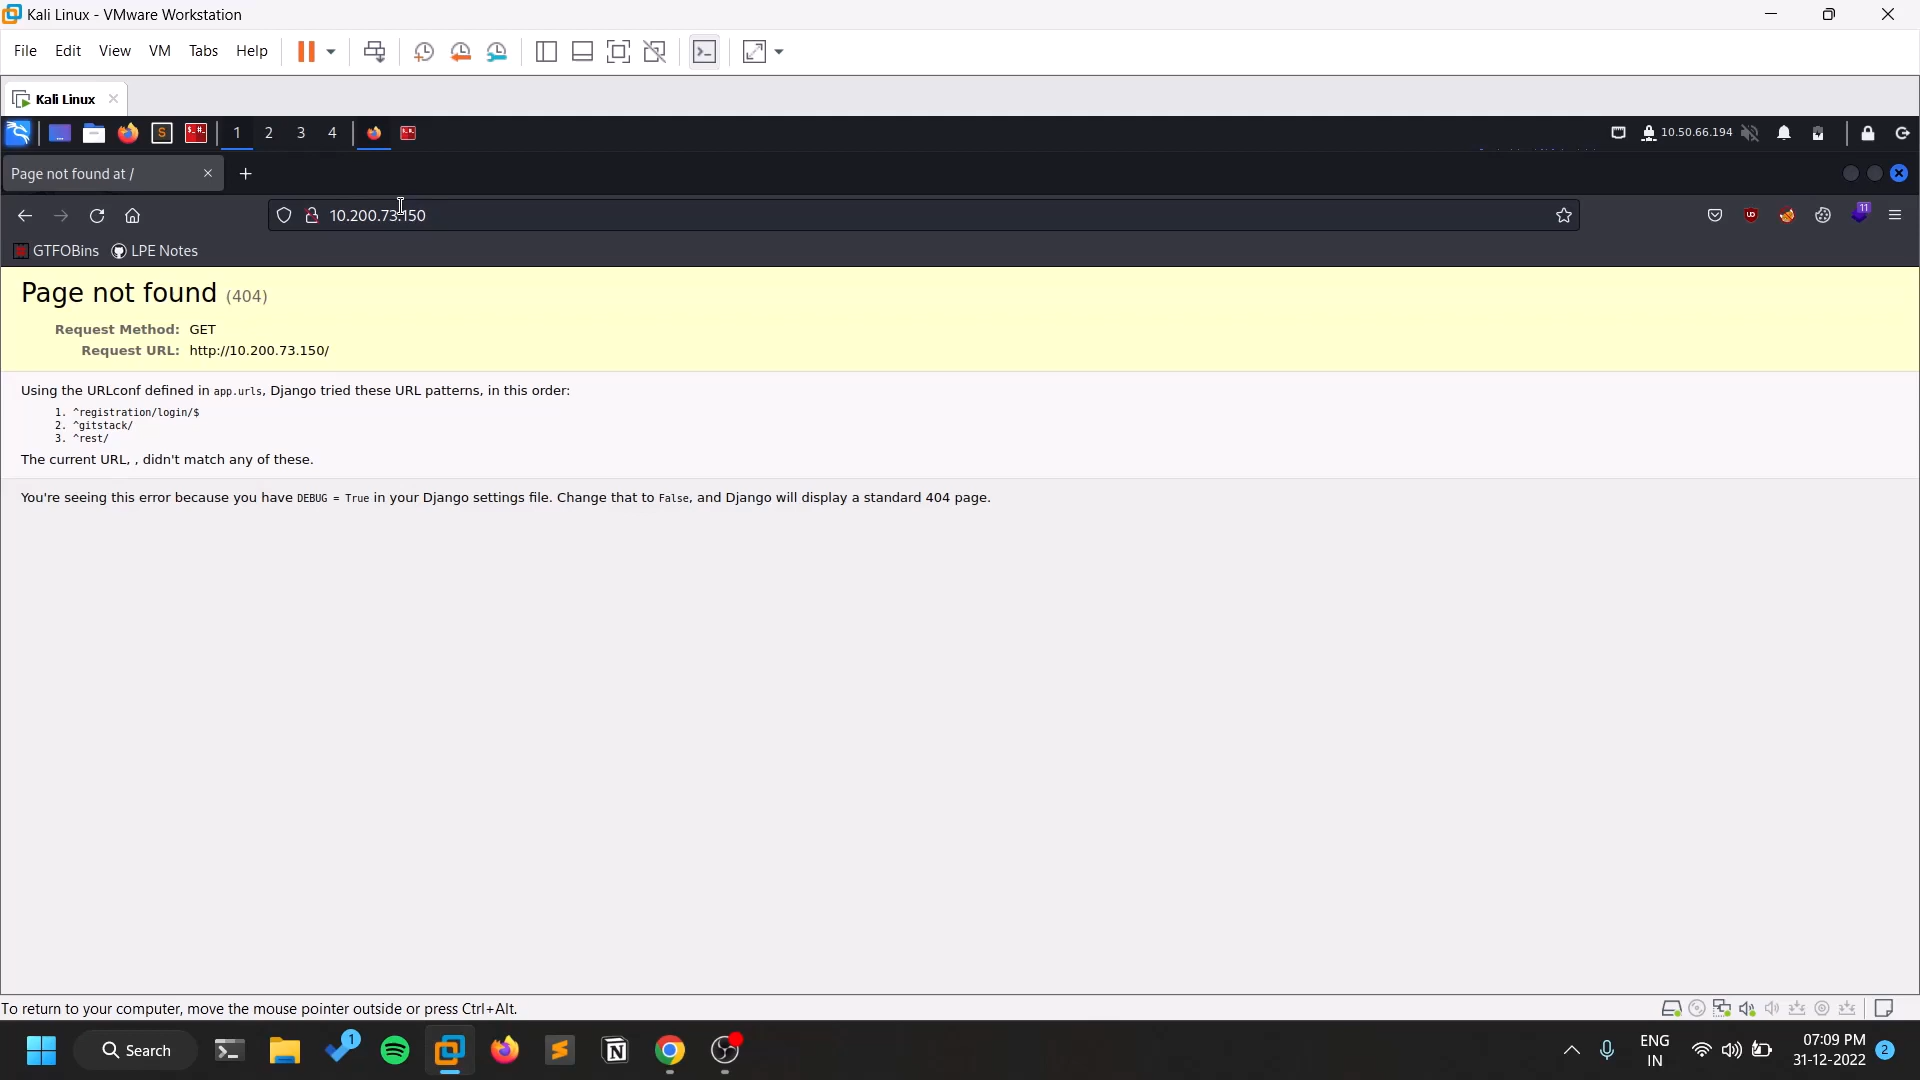 Kali Linux - VMware Workstation
File Edit View VM Tabs Help
Kali Linux
1 2 3 4 10.50.66.194
Page not found at /
10.200.73.150
11
GTFOBins LPE Notes
Page not found (404)
Request Method: GET
Request URL: http://10.200.73.150/
Using the URLconf defined in app.urls, Django tried these URL patterns, in this order:
1. ^registration/login/$
2. ^gitstack/
3. ^rest/
The current URL, , didn't match any of these.
You're seeing this error because you have DEBUG = True in your Django settings file. Change that to False, and Django will display a standard 404 page.
To return to your computer, move the mouse pointer outside or press Ctrl+Alt.
Search 1 ENG IN 07:09 PM 31-12-2022 2